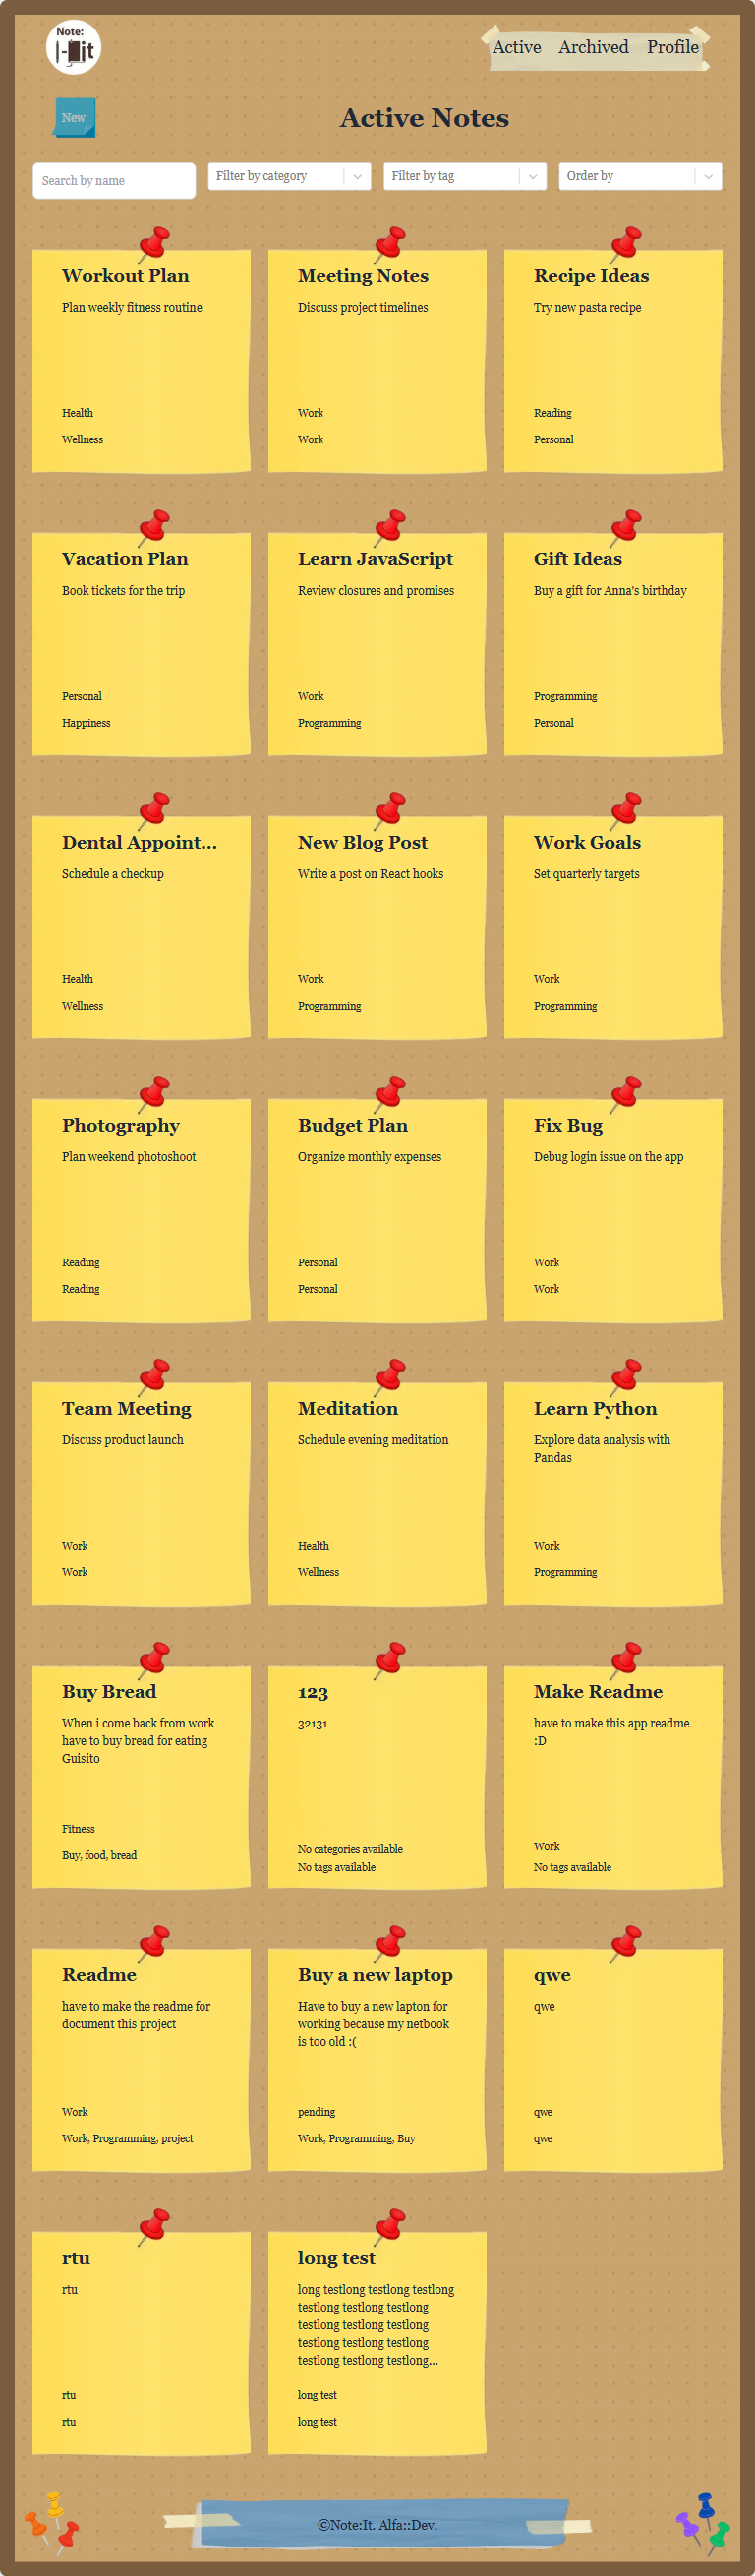 Note:
I-It
Active Archived Profile
New
Active Notes
Search by name
Filter by category
Filter by tag
Order by
Workout Plan
Plan weekly fitness routine
Health
Wellness
Meeting Notes
Discuss project timelines
Work
Work
Recipe Ideas
Try new pasta recipe
Reading
Personal
Vacation Plan
Book tickets for the trip
Personal
Happiness
Learn JavaScript
Review closures and promises
Work
Programming
Gift Ideas
Buy a gift for Anna's birthday
Programming
Personal
Dental Appoint...
Schedule a checkup
Health
Wellness
New Blog Post
Write a post on React hooks
Work
Programming
Work Goals
Set quarterly targets
Work
Programming
Photography
Plan weekend photoshoot
Reading
Reading
Budget Plan
Organize monthly expenses
Personal
Personal
Fix Bug
Debug login issue on the app
Work
Work
Team Meeting
Discuss product launch
Work
Work
Meditation
Schedule evening meditation
Health
Wellness
Learn Python
Explore data analysis with
Pandas
Work
Programming
Buy Bread
When i come back from work
have to buy bread for eating
Guisito
Fitness
Buy, food, bread
123
32131
No categories available
No tags available
Make Readme
have to make this app readme
:D
Work
No tags available
Readme
have to make the readme for
document this project
Work
Work, Programming, project
Buy a new laptop
Have to buy a new lapton for
working because my netbook
is too old :(
pending
Work, Programming, Buy
qwe
qwe
qwe
qwe
rtu
rtu
rtu
rtu
long test
long testlong testlong testlong
testlong testlong testlong
testlong testlong testlong
testlong testlong testlong
testlong testlong testlong...
long test
long test
©Note:It. Alfa::Dev.